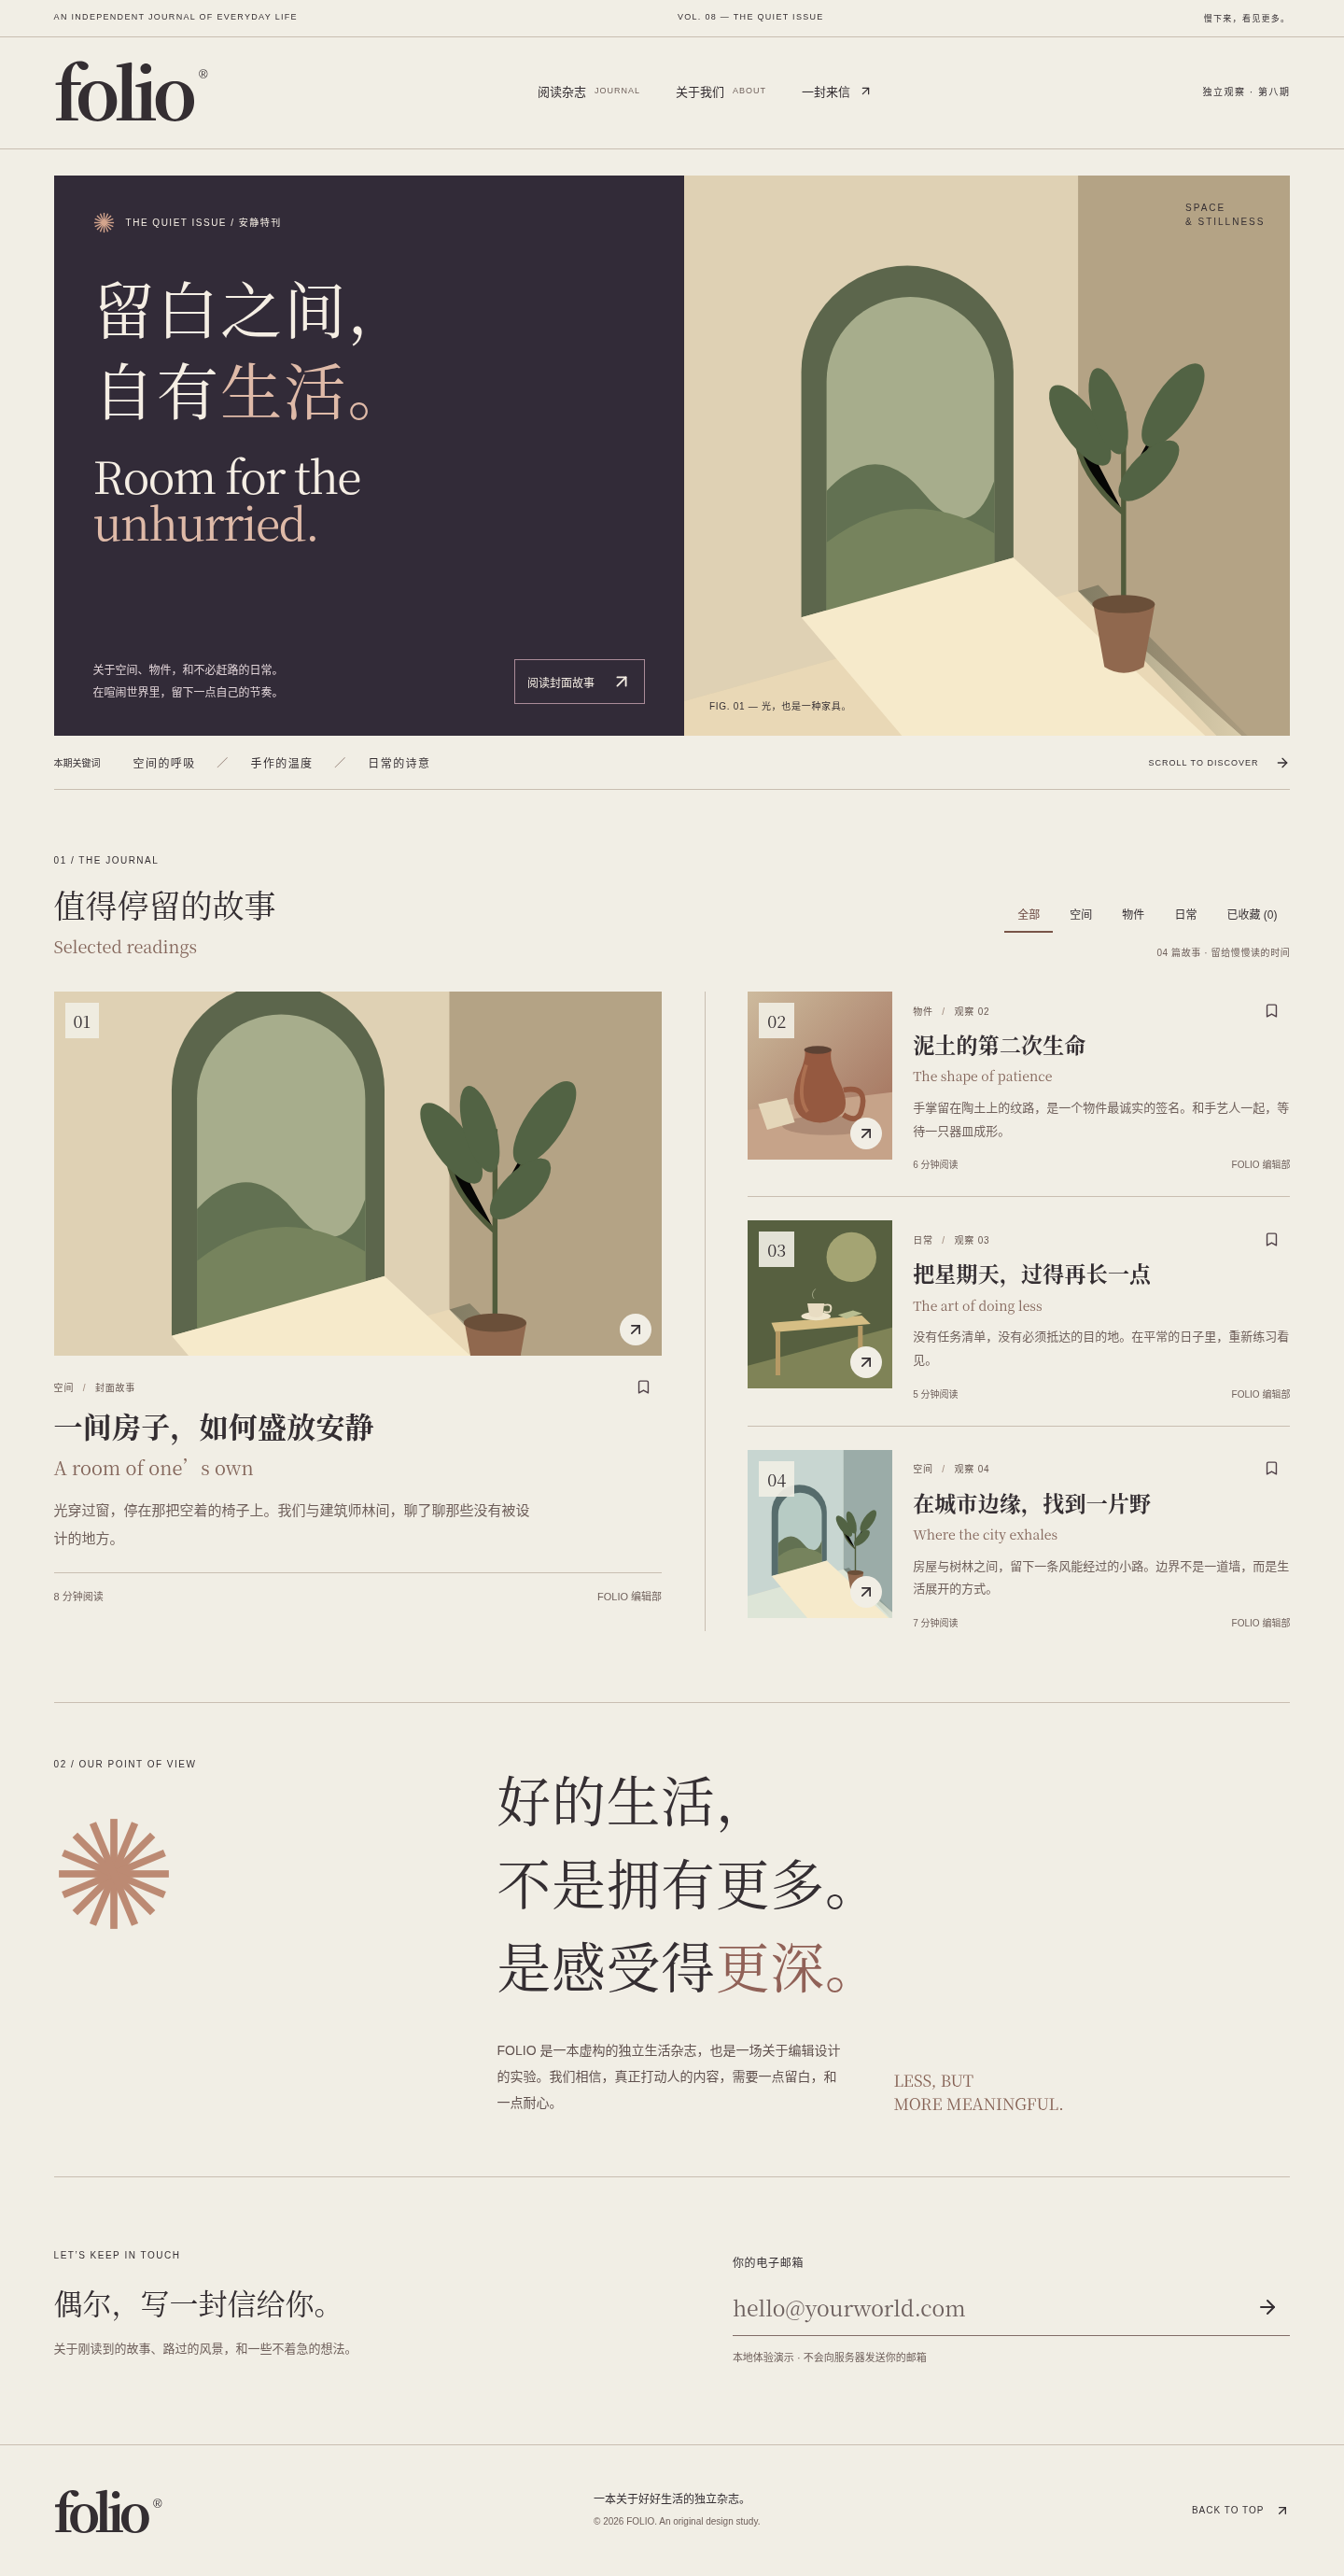 AN INDEPENDENT JOURNAL OF EVERYDAY LIFE
VOL. 08 — THE QUIET ISSUE
慢下来，看见更多。
folio®
阅读杂志 JOURNAL
关于我们 ABOUT
一封来信
独立观察 · 第八期
THE QUIET ISSUE / 安静特刊
留白之间，
自有生活。
Room for the
unhurried.
关于空间、物件，和不必赶路的日常。
在喧闹世界里，留下一点自己的节奏。
阅读封面故事
SPACE
& STILLNESS
FIG. 01 — 光，也是一种家具。
本期关键词 空间的呼吸 ／ 手作的温度 ／ 日常的诗意
SCROLL TO DISCOVER
01 / THE JOURNAL
值得停留的故事
Selected readings
全部 空间 物件 日常 已收藏 (0)
04 篇故事 · 留给慢慢读的时间
01
空间 / 封面故事
一间房子，如何盛放安静
A room of one’s own
光穿过窗，停在那把空着的椅子上。我们与建筑师林间，聊了聊那些没有被设
计的地方。
8 分钟阅读
FOLIO 编辑部
02
物件 / 观察 02
泥土的第二次生命
The shape of patience
手掌留在陶土上的纹路，是一个物件最诚实的签名。和手艺人一起，等
待一只器皿成形。
6 分钟阅读
FOLIO 编辑部
03
日常 / 观察 03
把星期天，过得再长一点
The art of doing less
没有任务清单，没有必须抵达的目的地。在平常的日子里，重新练习看
见。
5 分钟阅读
FOLIO 编辑部
04
空间 / 观察 04
在城市边缘，找到一片野
Where the city exhales
房屋与树林之间，留下一条风能经过的小路。边界不是一道墙，而是生
活展开的方式。
7 分钟阅读
FOLIO 编辑部
02 / OUR POINT OF VIEW
好的生活，
不是拥有更多。
是感受得更深。
FOLIO 是一本虚构的独立生活杂志，也是一场关于编辑设计
的实验。我们相信，真正打动人的内容，需要一点留白，和
一点耐心。
LESS, BUT
MORE MEANINGFUL.
LET'S KEEP IN TOUCH
偶尔，写一封信给你。
关于刚读到的故事、路过的风景，和一些不着急的想法。
你的电子邮箱
hello@yourworld.com
本地体验演示 · 不会向服务器发送你的邮箱
folio®
一本关于好好生活的独立杂志。
© 2026 FOLIO. An original design study.
BACK TO TOP